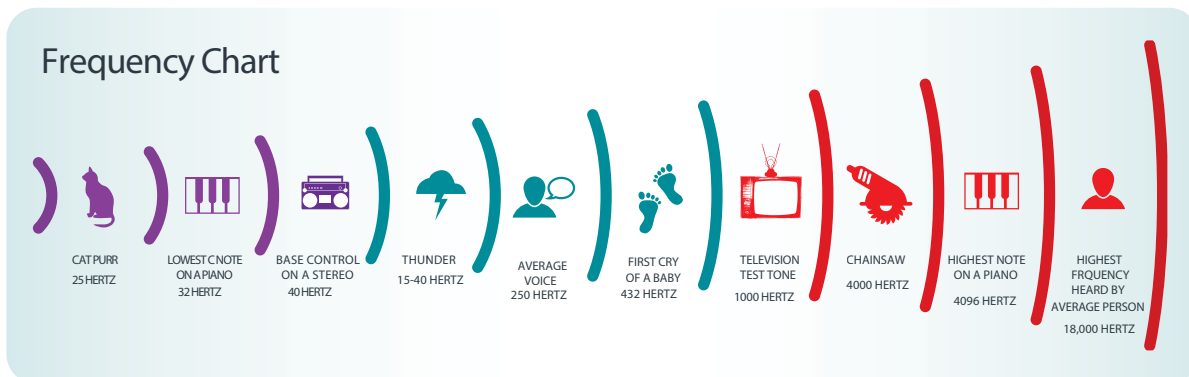 Frequency Chart
CAT PURR
25 HERTZ
LOWEST C NOTE
ON A PIANO
32 HERTZ
BASE CONTROL
ON A STEREO
40 HERTZ
THUNDER
15-40 HERTZ
AVERAGE
VOICE
250 HERTZ
FIRST CRY
OF A BABY
432 HERTZ
TELEVISION
TEST TONE
1000 HERTZ
CHAINSAW
4000 HERTZ
HIGHEST NOTE
ON A PIANO
4096 HERTZ
HIGHEST
FRQUENCY
HEARD BY
AVERAGE PERSON
18,000 HERTZ